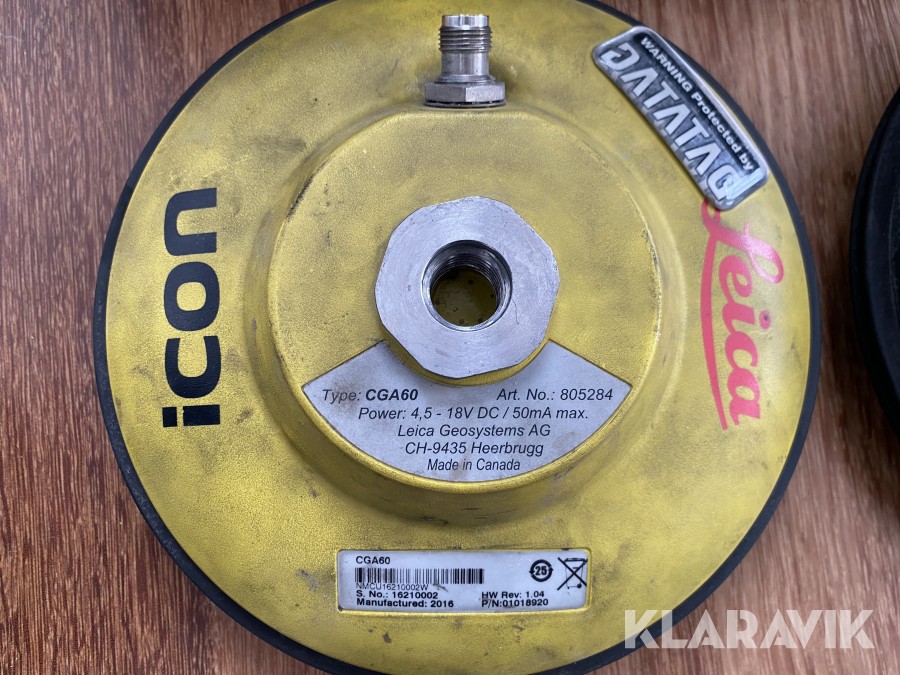 WARNING Protected by
DATATAG
icon
Leica
Type: CGA60 Art. No.: 805284
Power: 4,5 - 18V DC / 50mA max.
Leica Geosystems AG
CH-9435 Heerbrugg
Made in Canada
CGA60
NMCU16210002W
S. No.: 16210002 HW Rev: 1.04
Manufactured: 2016 P/N:01018920
25
KLARAVIK